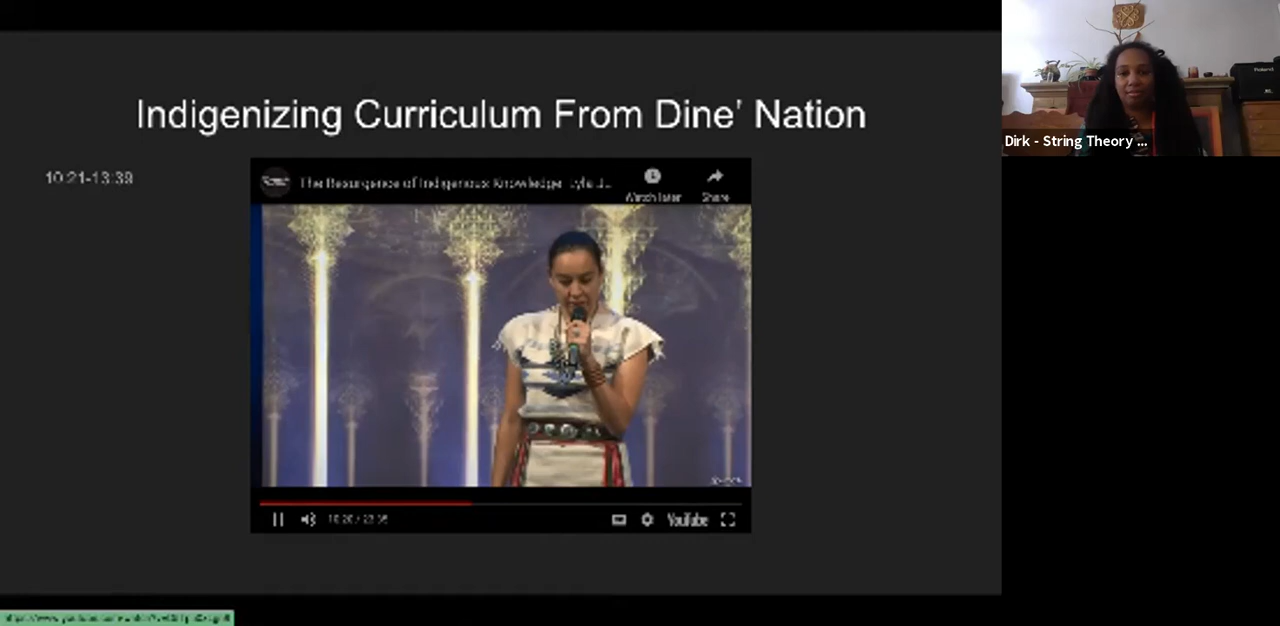 Indigenizing Curriculum From Dine' Nation
10:21-13:39
The Resurgence of Indigenous Knowledge
Watch later
Share
YouTube
Dirk - String Theory ...
Roland